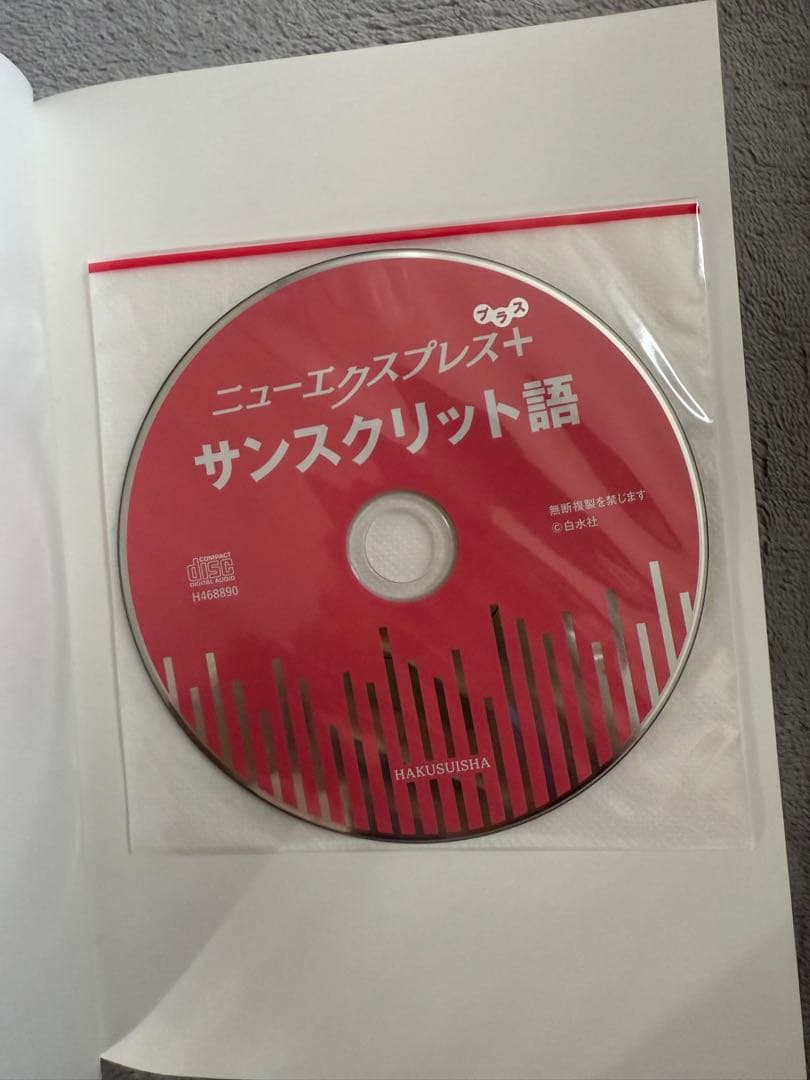 プラス
ニューエクスプレス+
サンスクリット語
無断複製を禁じます
©白水社
COMPACT
disc
DIGITAL AUDIO
H468890
HAKUSUISHA